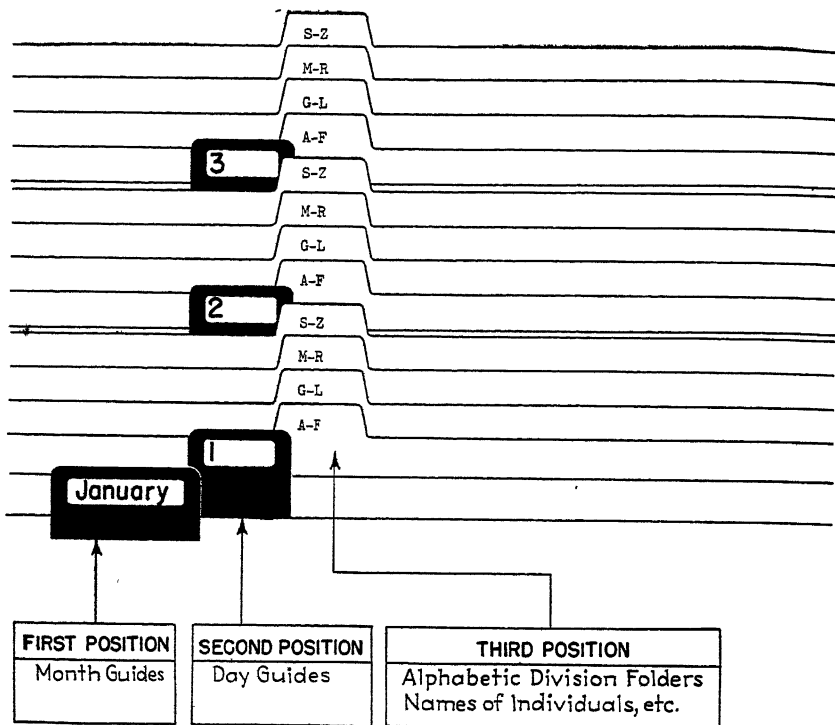 S-Z
M-R
G-L
A-F
3
S-Z
M-R
G-L
A-F
2
S-Z
M-R
G-L
A-F
1
January
FIRST POSITION
Month Guides
SECOND POSITION
Day Guides
THIRD POSITION
Alphabetic Division Folders
Names of Individuals, etc.